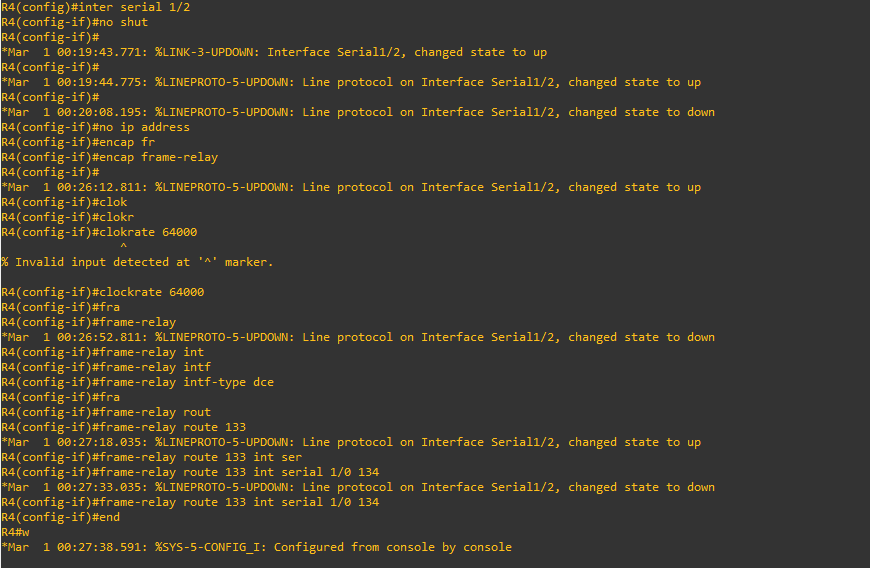 R4(config)#inter serial 1/2
R4(config-if)#no shut
R4(config-if)#
*Mar  1 00:19:43.771: %LINK-3-UPDOWN: Interface Serial1/2, changed state to up
R4(config-if)#
*Mar  1 00:19:44.775: %LINEPROTO-5-UPDOWN: Line protocol on Interface Serial1/2, changed state to up
R4(config-if)#
*Mar  1 00:20:08.195: %LINEPROTO-5-UPDOWN: Line protocol on Interface Serial1/2, changed state to down
R4(config-if)#no ip address
R4(config-if)#encap fr
R4(config-if)#encap frame-relay
R4(config-if)#
*Mar  1 00:26:12.811: %LINEPROTO-5-UPDOWN: Line protocol on Interface Serial1/2, changed state to up
R4(config-if)#clok
R4(config-if)#clokr
R4(config-if)#clokrate 64000
^
% Invalid input detected at '^' marker.
R4(config-if)#clockrate 64000
R4(config-if)#fra
R4(config-if)#frame-relay
*Mar  1 00:26:52.811: %LINEPROTO-5-UPDOWN: Line protocol on Interface Serial1/2, changed state to down
R4(config-if)#frame-relay int
R4(config-if)#frame-relay intf
R4(config-if)#frame-relay intf-type dce
R4(config-if)#fra
R4(config-if)#frame-relay rout
R4(config-if)#frame-relay route 133
*Mar  1 00:27:18.035: %LINEPROTO-5-UPDOWN: Line protocol on Interface Serial1/2, changed state to up
R4(config-if)#frame-relay route 133 int ser
R4(config-if)#frame-relay route 133 int serial 1/0 134
*Mar  1 00:27:33.035: %LINEPROTO-5-UPDOWN: Line protocol on Interface Serial1/2, changed state to down
R4(config-if)#frame-relay route 133 int serial 1/0 134
R4(config-if)#end
R4#w
*Mar  1 00:27:38.591: %SYS-5-CONFIG_I: Configured from console by console